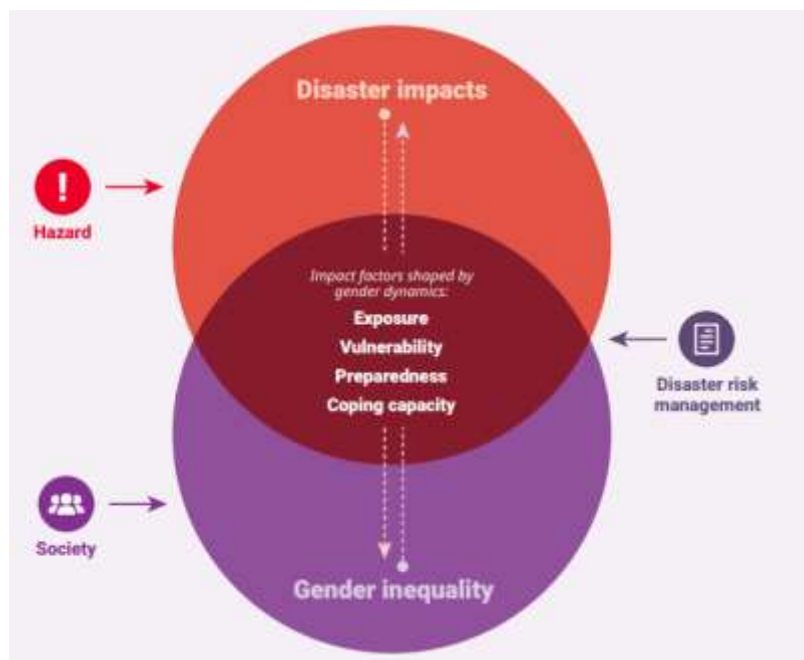 Disaster impacts
!
Hazard
Impact factors shaped by
gender dynamics:
Exposure
Vulnerability
Preparedness
Coping capacity
Disaster risk
management
Society
Gender inequality